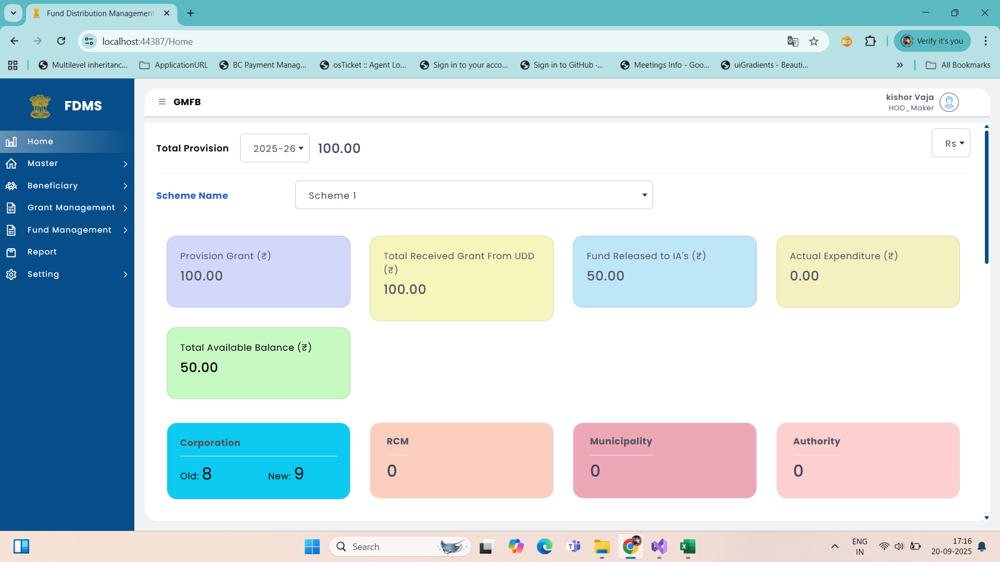 Fund Distribution Management
localhost:44387/Home
Verify it's you
Multilevel inheritanc...
ApplicationURL
BC Payment Manag...
osTicket :: Agent Lo...
Sign in to your acco...
Sign in to GitHub ·...
Meetings Info - Goo...
uiGradients - Beauti...
All Bookmarks
FDMS
GMFB
kishor Vaja
HOD_Maker
Home
Master
Beneficiary
Grant Management
Fund Management
Report
Setting
Total Provision 2025-26 100.00
Rs
Scheme Name Scheme 1
Provision Grant (₹)
100.00
Total Received Grant From UDD
(₹)
100.00
Fund Released to IA's (₹)
50.00
Actual Expenditure (₹)
0.00
Total Available Balance (₹)
50.00
Corporation
Old: 8 New: 9
RCM
0
Municipality
0
Authority
0
Search
ENG
IN
17:16
20-09-2025